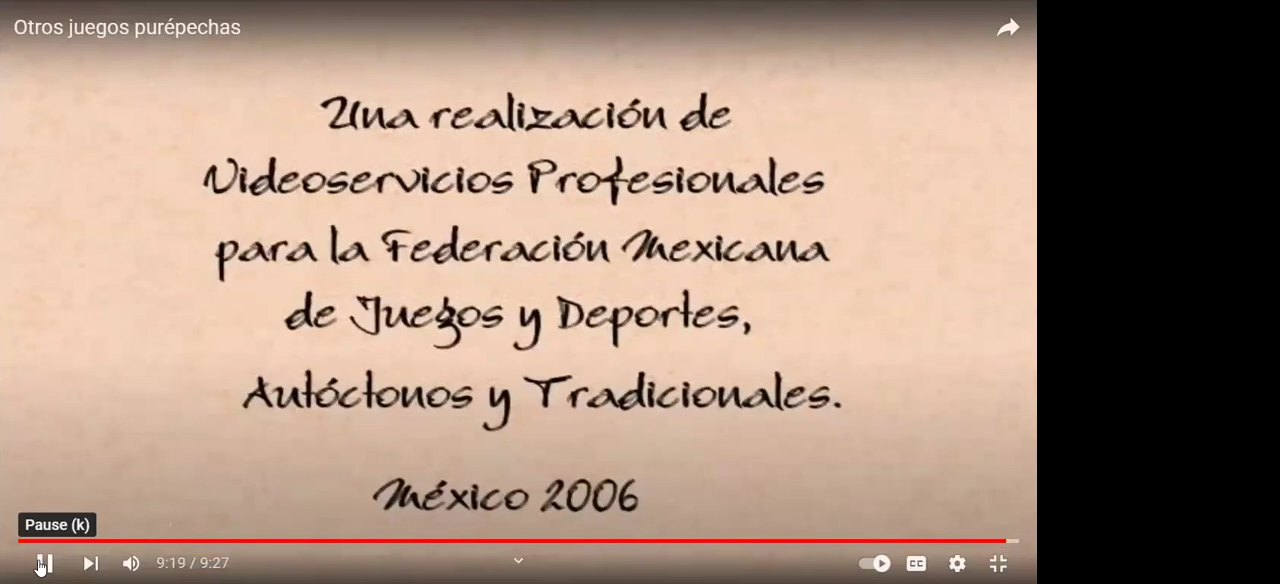 Otros juegos purépechas
Una realización de
Videoservicios Profesionales
para la Federación Mexicana
de Juegos y Deportes,
Autóctonos y Tradicionales.
México 2006
Pause (k)
9:19 / 9:27
CC